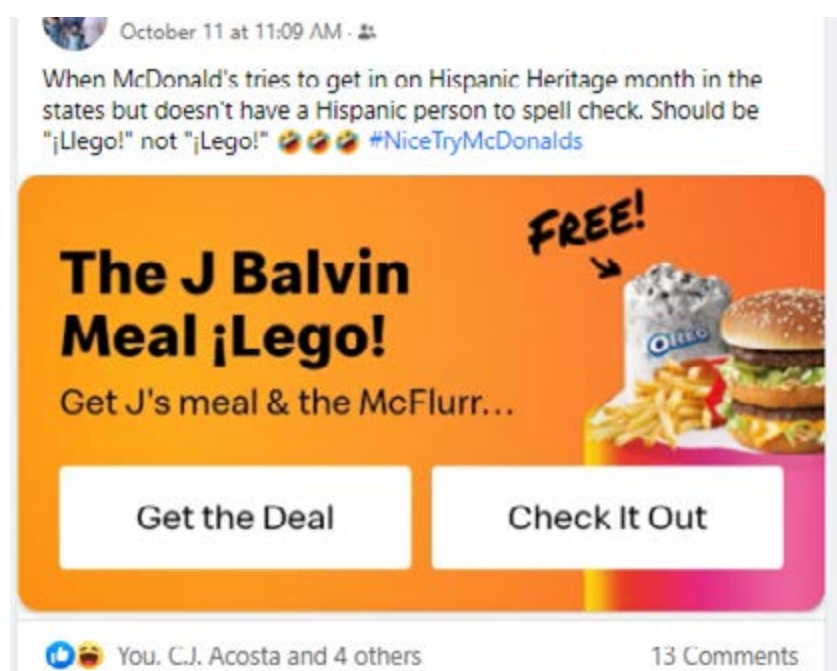 October 11 at 11:09 AM ·
When McDonald's tries to get in on Hispanic Heritage month in the
states but doesn't have a Hispanic person to spell check. Should be
"¡Llego!" not "¡Lego!" 🤣🤣🤣 #NiceTryMcDonalds
FREE!
The J Balvin
Meal ¡Lego!
Get J's meal & the McFlurr...
OREO
Get the Deal
Check It Out
You, C.J. Acosta and 4 others
13 Comments